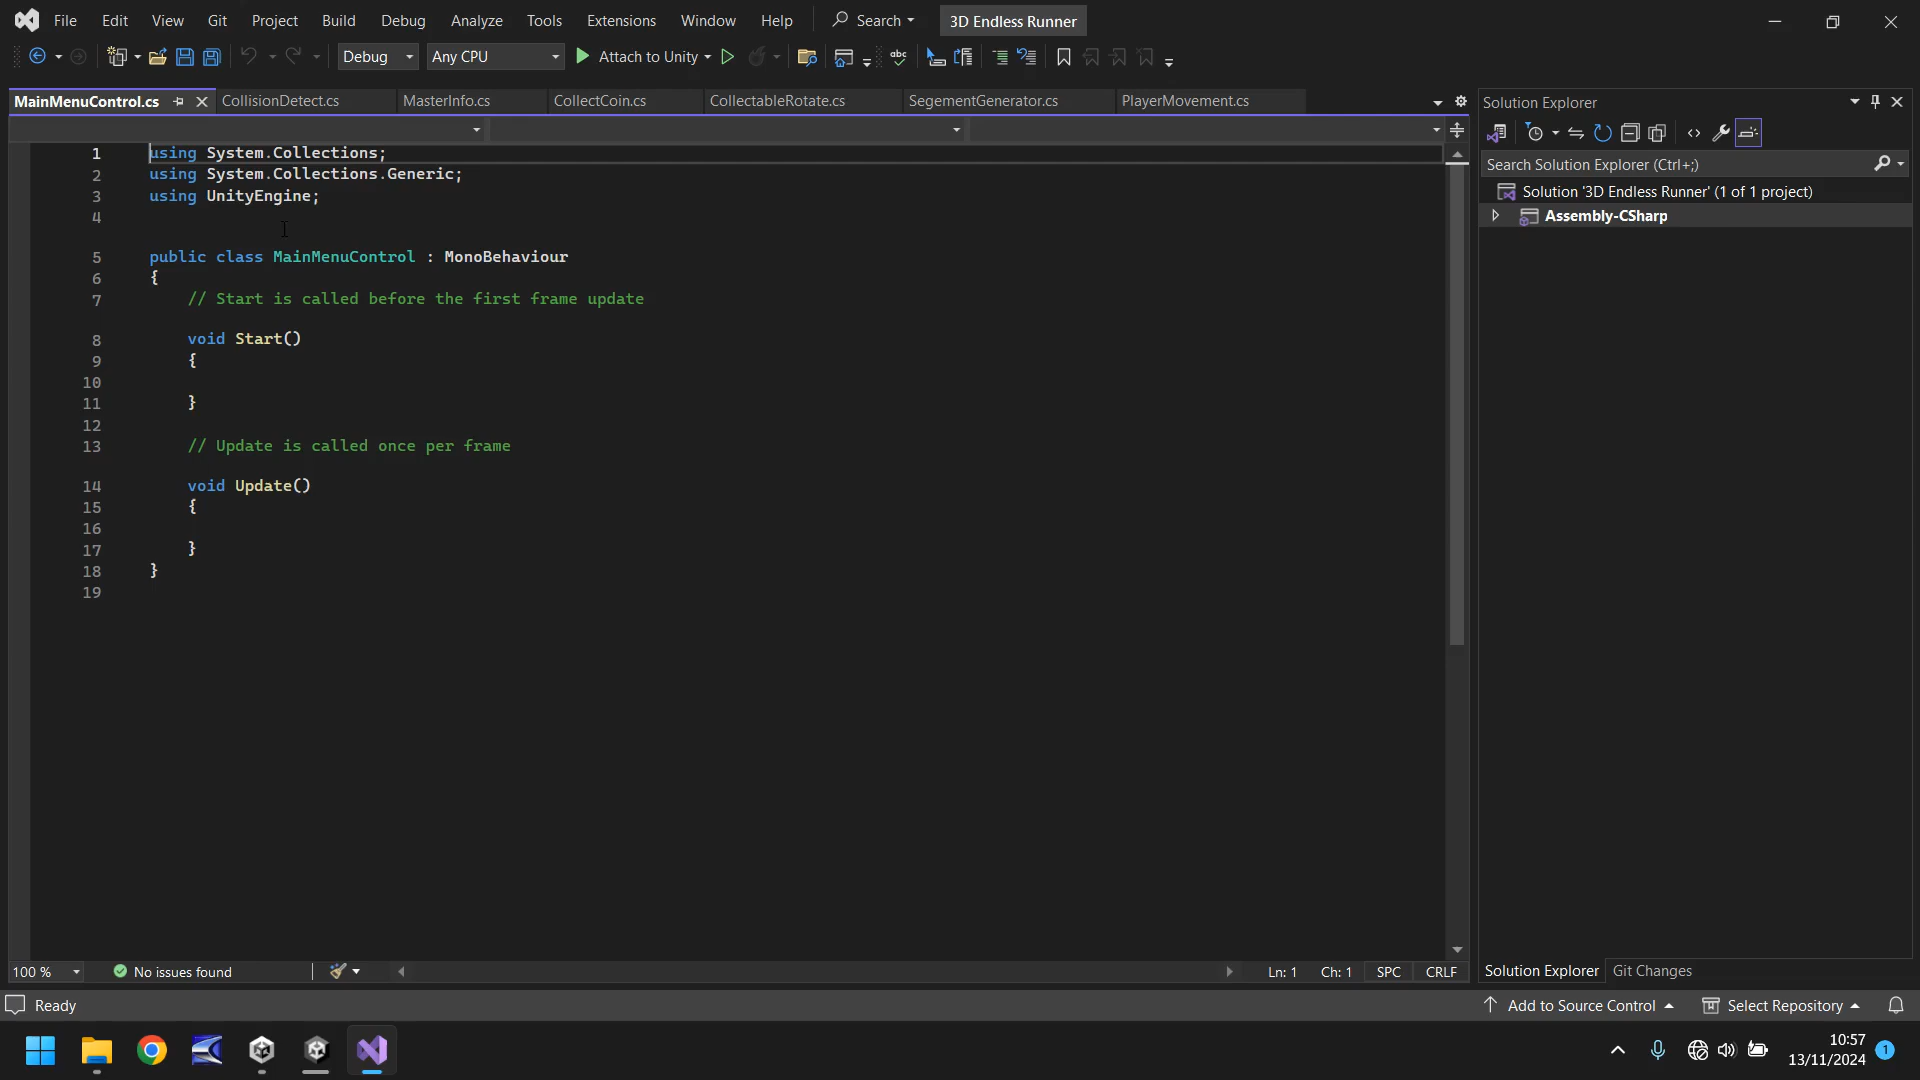 File Edit View Git Project Build Debug Analyze Tools Extensions Window Help Search 3D Endless Runner
Debug Any CPU Attach to Unity abc
MainMenuControl.cs CollisionDetect.cs MasterInfo.cs CollectCoin.cs CollectableRotate.cs SegementGenerator.cs PlayerMovement.cs
1 using System.Collections;
2 using System.Collections.Generic;
3 using UnityEngine;
4
5 public class MainMenuControl : MonoBehaviour
6 {
7 // Start is called before the first frame update
8 void Start()
9 {
10
11 }
12
13 // Update is called once per frame
14 void Update()
15 {
16
17 }
18 }
19
100 % No issues found Ln: 1 Ch: 1 SPC CRLF
Solution Explorer
Search Solution Explorer (Ctrl+;)
Solution '3D Endless Runner' (1 of 1 project)
Assembly-CSharp
Solution Explorer Git Changes
Ready Add to Source Control Select Repository
10:57
13/11/2024 1